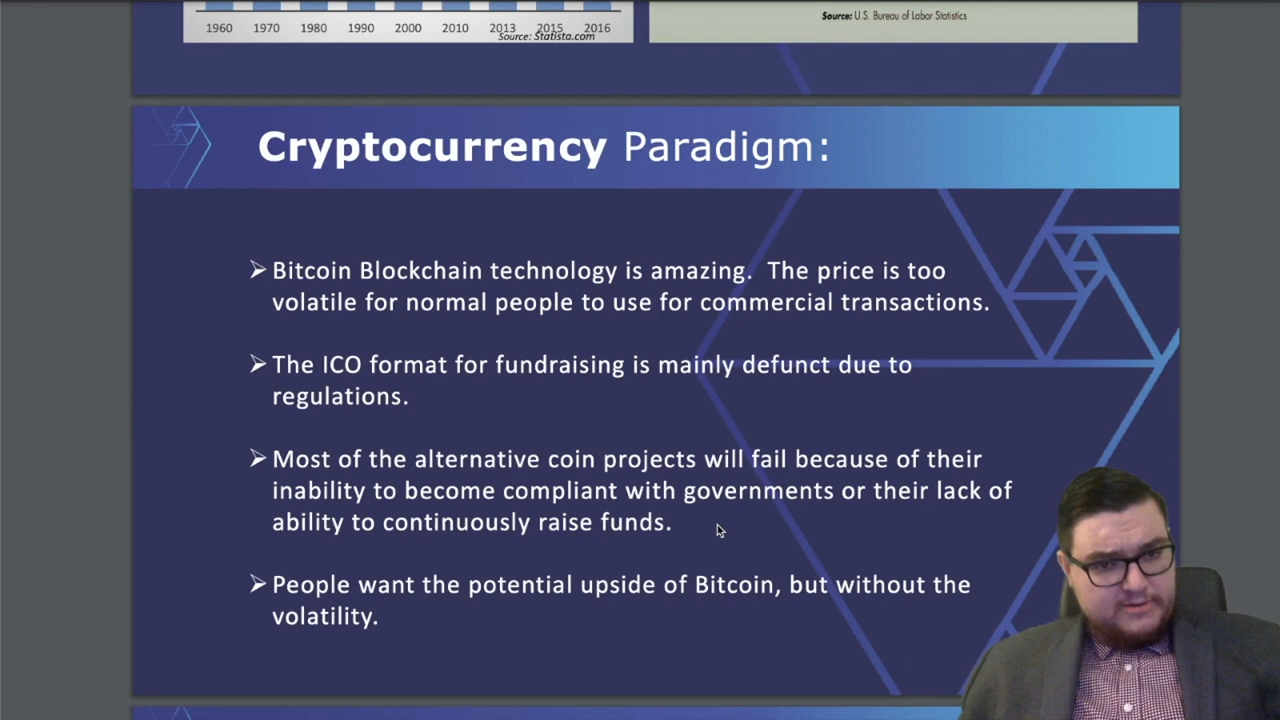 1960 1970 1980 1990 2000 2010 2013 2015 2016
Source: Statista.com
Source: U.S. Bureau of Labor Statistics
Cryptocurrency Paradigm:
➢ Bitcoin Blockchain technology is amazing.  The price is too
volatile for normal people to use for commercial transactions.
➢ The ICO format for fundraising is mainly defunct due to
regulations.
➢ Most of the alternative coin projects will fail because of their
inability to become compliant with governments or their lack of
ability to continuously raise funds.
➢ People want the potential upside of Bitcoin, but without the
volatility.